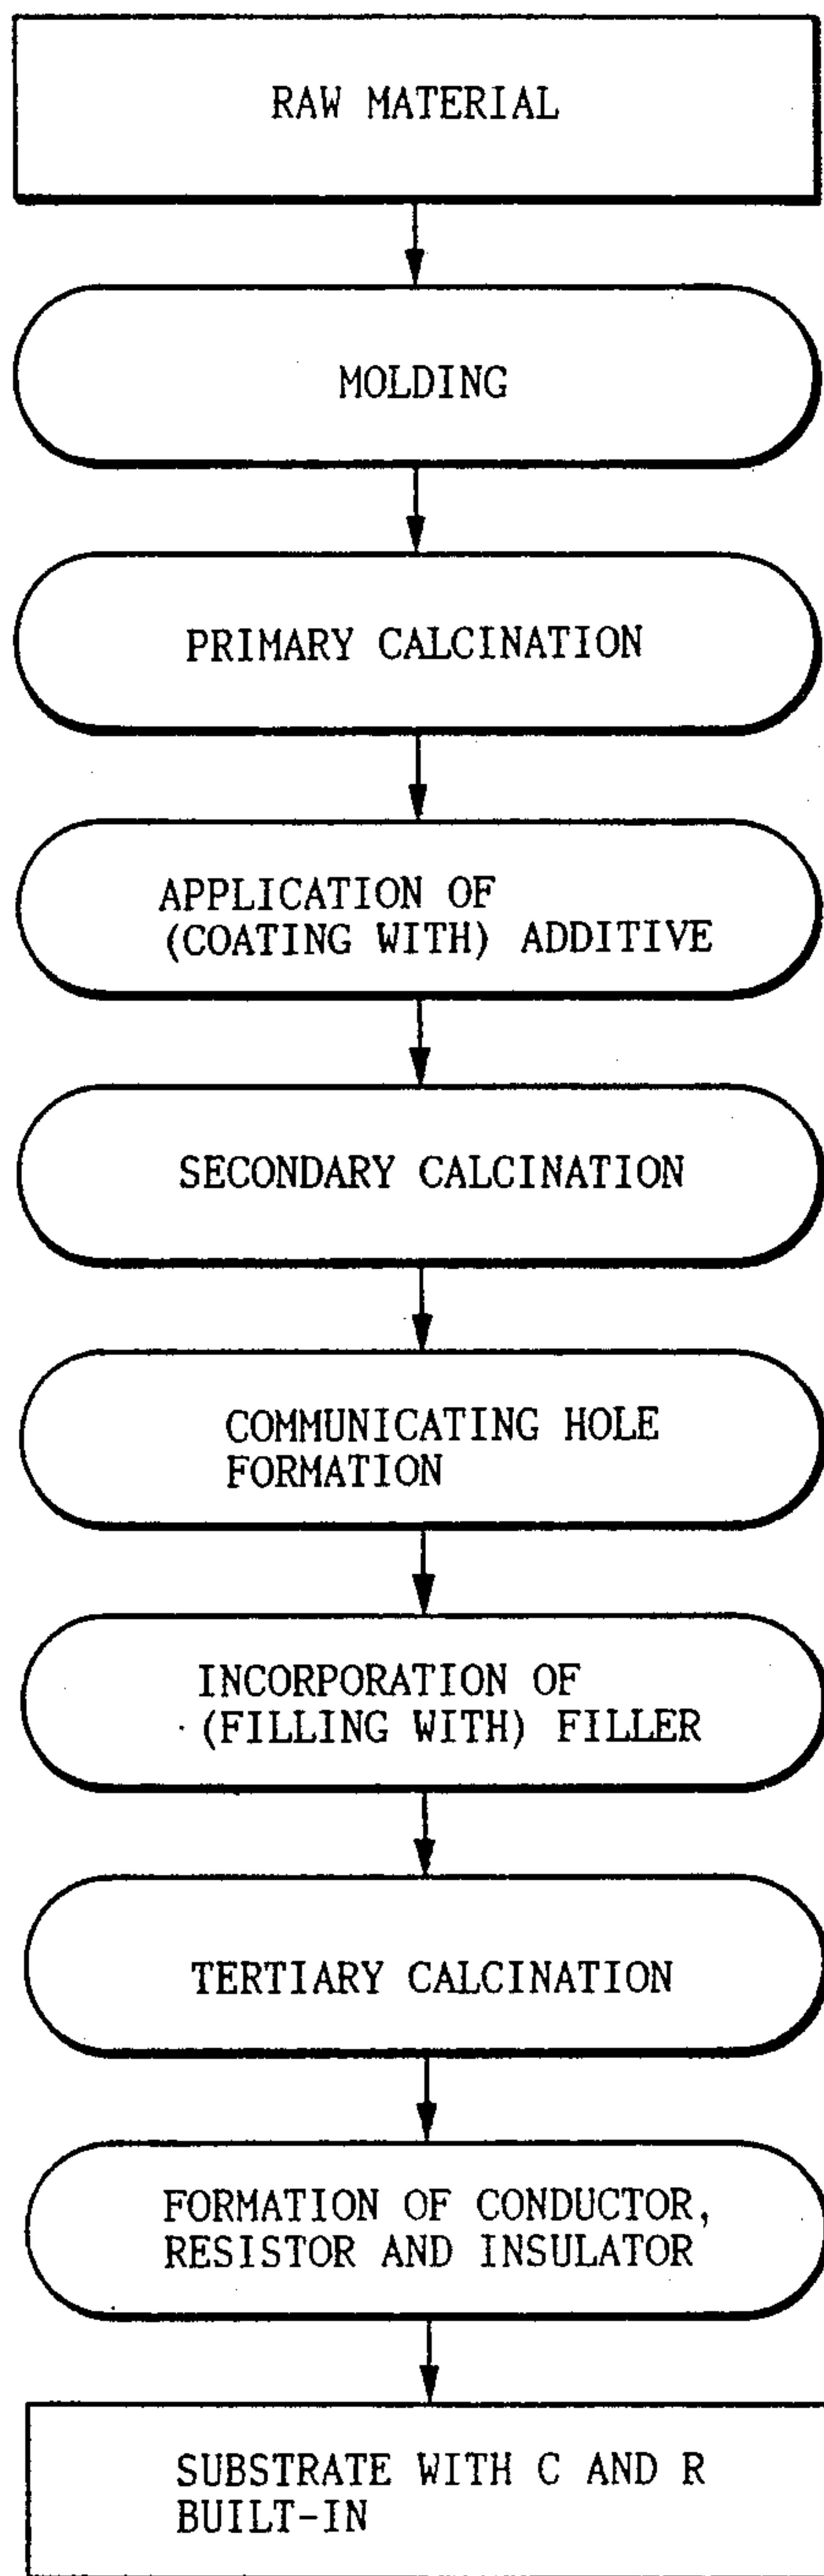 RAW MATERIAL
MOLDING
PRIMARY CALCINATION
APPLICATION OF
(COATING WITH) ADDITIVE
SECONDARY CALCINATION
COMMUNICATING HOLE
FORMATION
INCORPORATION OF
(FILLING WITH) FILLER
TERTIARY CALCINATION
FORMATION OF CONDUCTOR,
RESISTOR AND INSULATOR
SUBSTRATE WITH C AND R
BUILT-IN